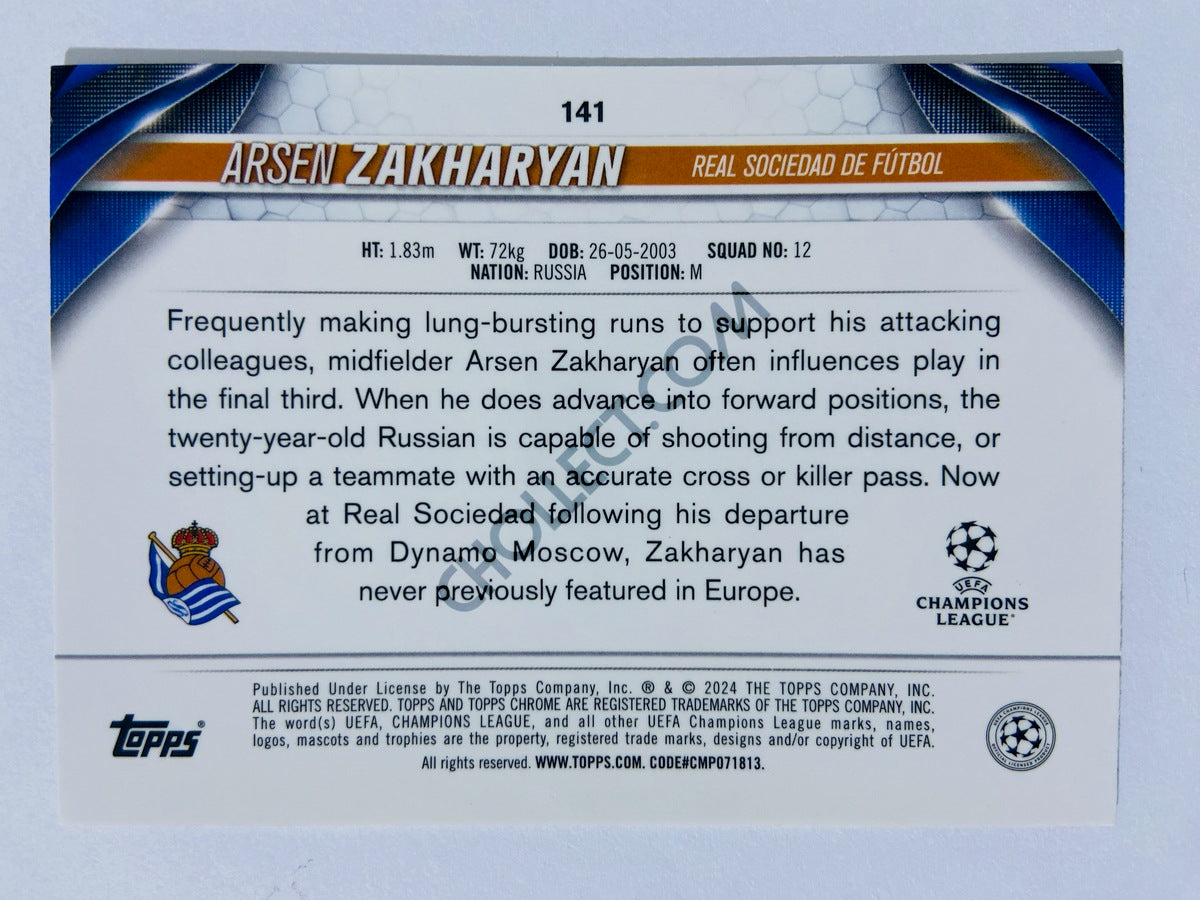 141
ARSEN ZAKHARYAN REAL SOCIEDAD DE FÚTBOL
HT: 1.83m WT: 72kg DOB: 26-05-2003 SQUAD NO: 12
NATION: RUSSIA POSITION: M
Frequently making lung-bursting runs to support his attacking
colleagues, midfielder Arsen Zakharyan often influences play in
the final third. When he does advance into forward positions, the
twenty-year-old Russian is capable of shooting from distance, or
setting-up a teammate with an accurate cross or killer pass. Now
at Real Sociedad following his departure
from Dynamo Moscow, Zakharyan has
never previously featured in Europe.
CHOLLECT.COM
UEFA
CHAMPIONS
LEAGUE®
Topps®
Published Under License by The Topps Company, Inc. ® & © 2024 THE TOPPS COMPANY, INC.
ALL RIGHTS RESERVED. TOPPS AND TOPPS CHROME ARE REGISTERED TRADEMARKS OF THE TOPPS COMPANY, INC.
The word(s) UEFA, CHAMPIONS LEAGUE, and all other UEFA Champions League marks, names,
logos, mascots and trophies are the property, registered trade marks, designs and/or copyright of UEFA.
All rights reserved. WWW.TOPPS.COM. CODE#CMP071813.
UEFA CHAMPIONS LEAGUE
OFFICIAL LICENSED PRODUCT